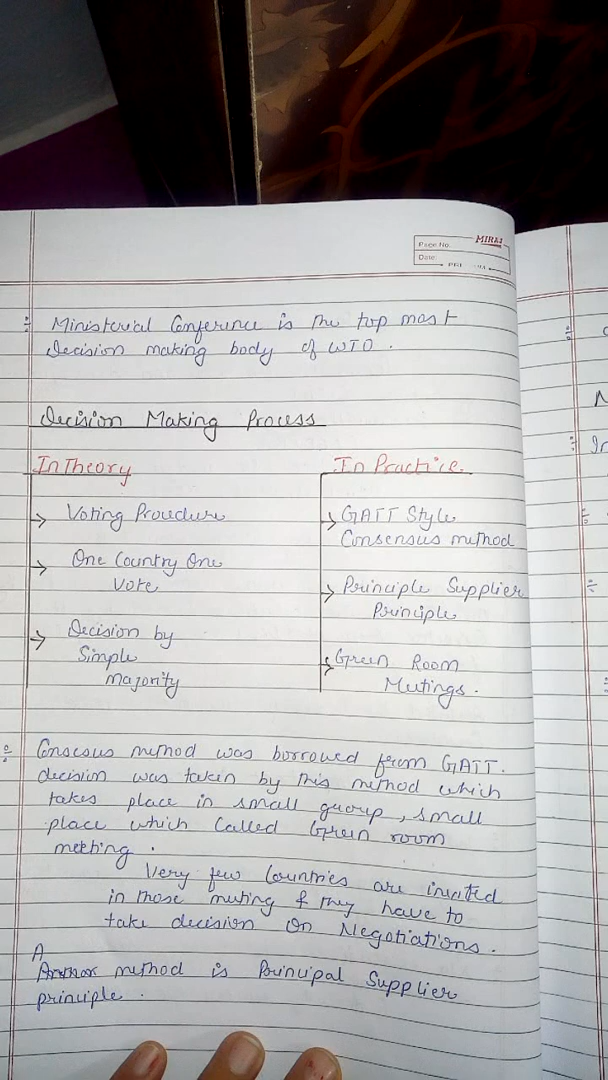 MIRAJ
Page No.
Date:
÷ Ministerial Conference is the top most
decision making body of WTO.
Decision Making Process
In Theory
→ Voting Procedure
→ One Country One
Vote
→ Decision by
Simple
majority
In Practice
→ GATT Style
Consensus method
→ Principle Supplier
Principle
→ Green Room
Meetings.
÷ Conscous method was borrowed from GATT.
decision was taken by this method which
takes place in small group, small
place which called Green room
metting.
Very few Countries are invited
in those meeting & they have to
take decision on Negotiations.
A
method is Principal Supplier
principle.